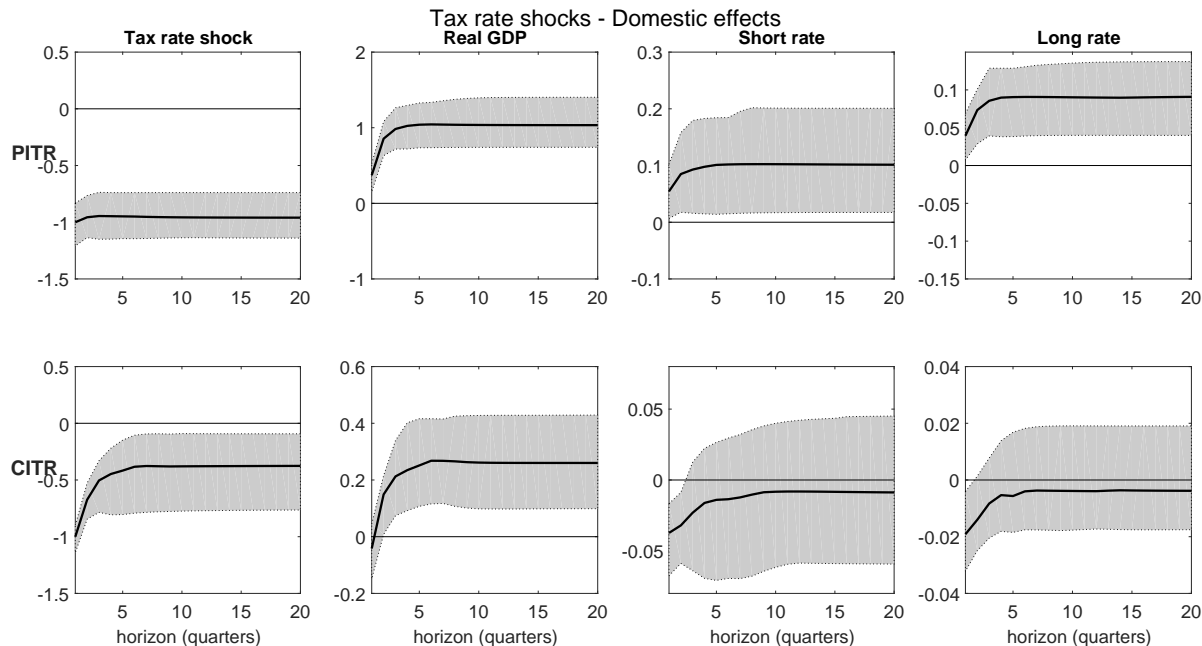 Tax rate shocks - Domestic effects
Tax rate shock
Real GDP
Short rate
Long rate
PITR
0.5
0
-0.5
-1
-1.5
5 10 15 20
2
1
0
-1
5 10 15 20
0.3
0.2
0.1
0
-0.1
5 10 15 20
0.1
0.05
0
-0.05
-0.1
-0.15
5 10 15 20
CITR
0.5
0
-0.5
-1
-1.5
5 10 15 20
horizon (quarters)
0.6
0.4
0.2
0
-0.2
5 10 15 20
horizon (quarters)
0.05
0
-0.05
5 10 15 20
horizon (quarters)
0.04
0.02
0
-0.02
-0.04
5 10 15 20
horizon (quarters)